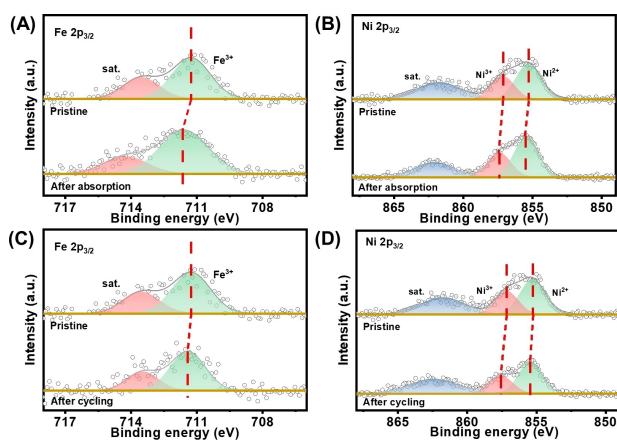 (A)
Fe 2p3/2
sat.
Fe3+
Pristine
After absorption
717 714 711 708
Binding energy (eV)
Intensity (a.u.)
(B)
Ni 2p3/2
sat.
Ni3+
Ni2+
Pristine
After absorption
865 860 855 850
Binding energy (eV)
Intensity (a.u.)
(C)
Fe 2p3/2
sat.
Fe3+
Pristine
After cycling
717 714 711 708
Binding energy (eV)
Intensity (a.u.)
(D)
Ni 2p3/2
sat.
Ni3+
Ni2+
Pristine
After cycling
865 860 855 850
Binding energy (eV)
Intensity (a.u.)